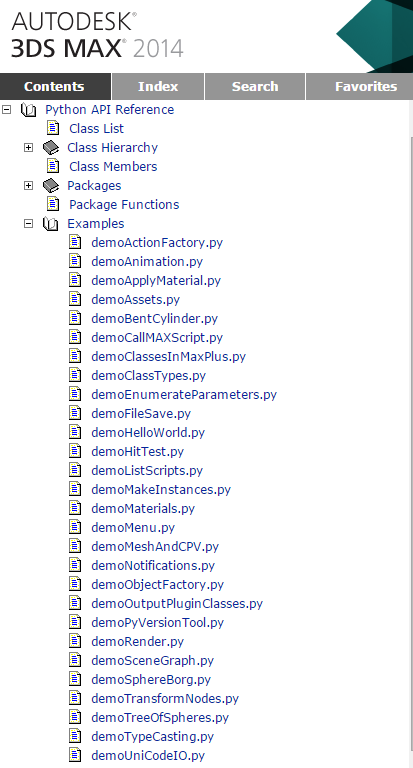 AUTODESK®
3DS MAX® 2014
Contents Index Search Favorites
Python API Reference
Class List
Class Hierarchy
Class Members
Packages
Package Functions
Examples
demoActionFactory.py
demoAnimation.py
demoApplyMaterial.py
demoAssets.py
demoBentCylinder.py
demoCallMAXScript.py
demoClassesInMaxPlus.py
demoClassTypes.py
demoEnumerateParameters.py
demoFileSave.py
demoHelloWorld.py
demoHitTest.py
demoListScripts.py
demoMakeInstances.py
demoMaterials.py
demoMenu.py
demoMeshAndCPV.py
demoNotifications.py
demoObjectFactory.py
demoOutputPluginClasses.py
demoPyVersionTool.py
demoRender.py
demoSceneGraph.py
demoSphereBorg.py
demoTransformNodes.py
demoTreeOfSpheres.py
demoTypeCasting.py
demoUniCodeIO.py